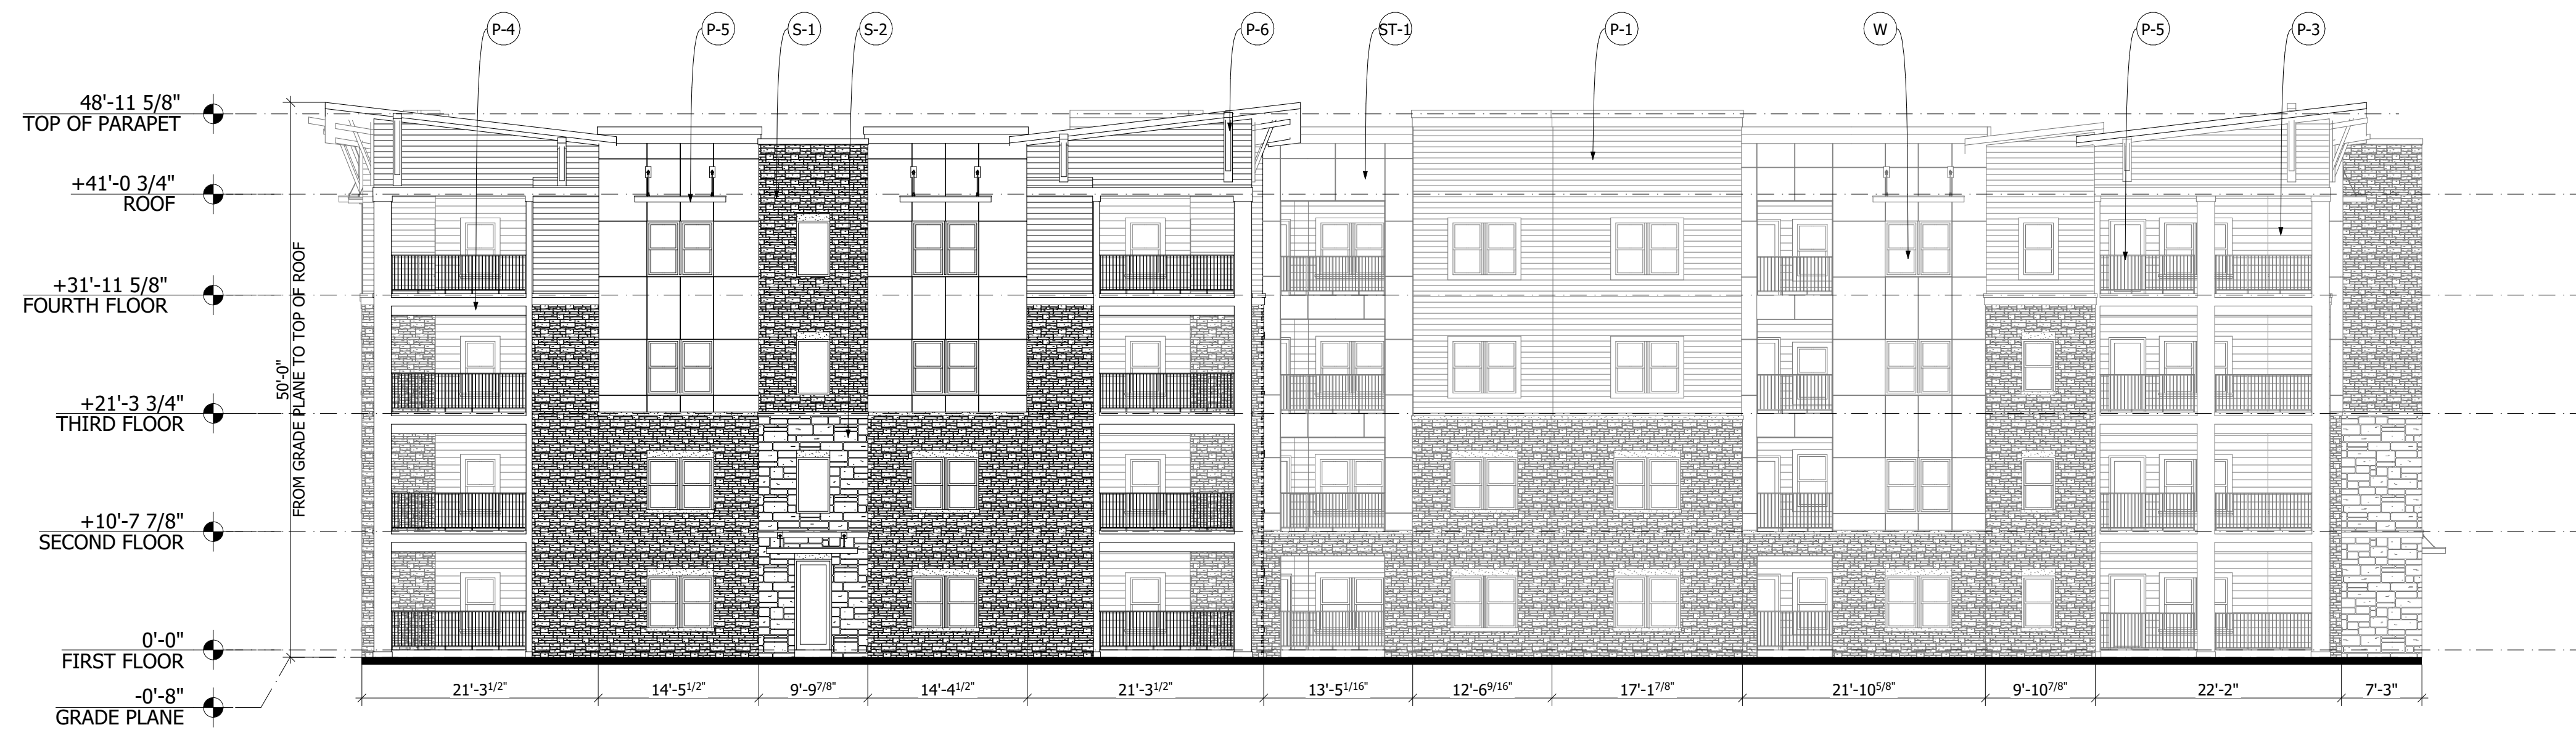 P-4
P-5
S-1
S-2
P-6
ST-1
P-1
W
P-5
P-3
48'-11 5/8"
TOP OF PARAPET
+41'-0 3/4"
ROOF
+31'-11 5/8"
FOURTH FLOOR
+21'-3 3/4"
THIRD FLOOR
+10'-7 7/8"
SECOND FLOOR
0'-0"
FIRST FLOOR
-0'-8"
GRADE PLANE
50'-0"
FROM GRADE PLANE TO TOP OF ROOF
21'-3 1/2"
14'-5 1/2"
9'-9 7/8"
14'-4 1/2"
21'-3 1/2"
13'-5 1/16"
12'-6 9/16"
17'-1 7/8"
21'-10 5/8"
9'-10 7/8"
22'-2"
7'-3"